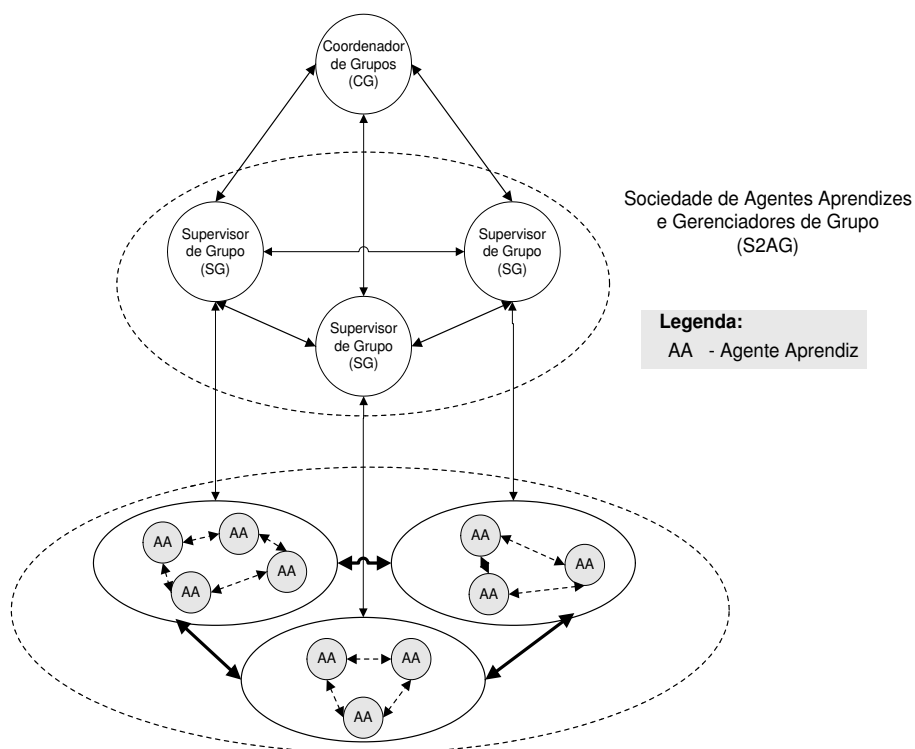 Coordenador
de Grupos
(CG)
Supervisor
de Grupo
(SG)
Supervisor
de Grupo
(SG)
Supervisor
de Grupo
(SG)
Sociedade de Agentes Aprendizes
e Gerenciadores de Grupo
(S2AG)
Legenda:
AA - Agente Aprendiz
AA
AA
AA
AA
AA
AA
AA
AA
AA
AA